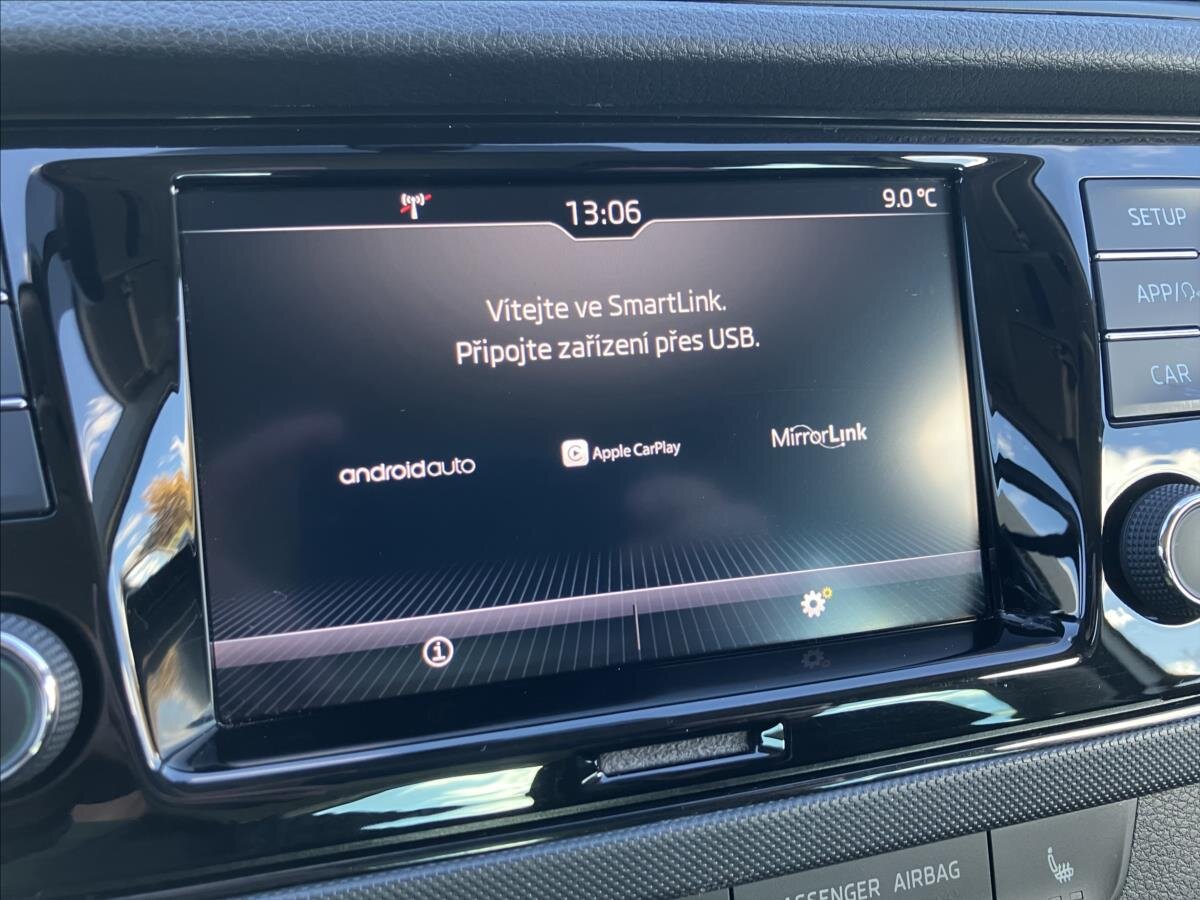 13:06
9.0 °C
SETUP
Vítejte ve SmartLink.
APP/
Připojte zařízení přes USB.
CAR
androidauto
Apple CarPlay
MirrorLink
i
AIRBAG